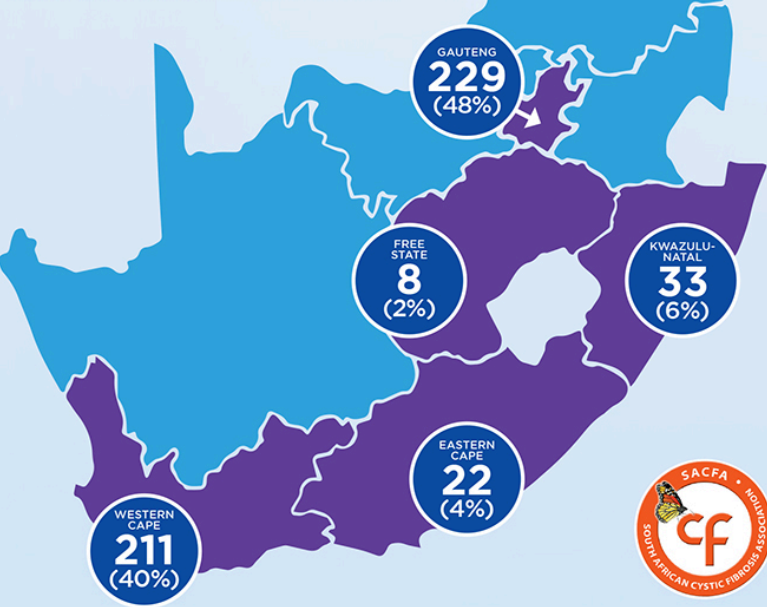 GAUTENG
229
(48%)
FREE
STATE
8
(2%)
KWAZULU-
NATAL
33
(6%)
EASTERN
CAPE
22
(4%)
WESTERN
CAPE
211
(40%)
SACFA •
SOUTH AFRICAN CYSTIC FIBROSIS ASSOCIATION
CF